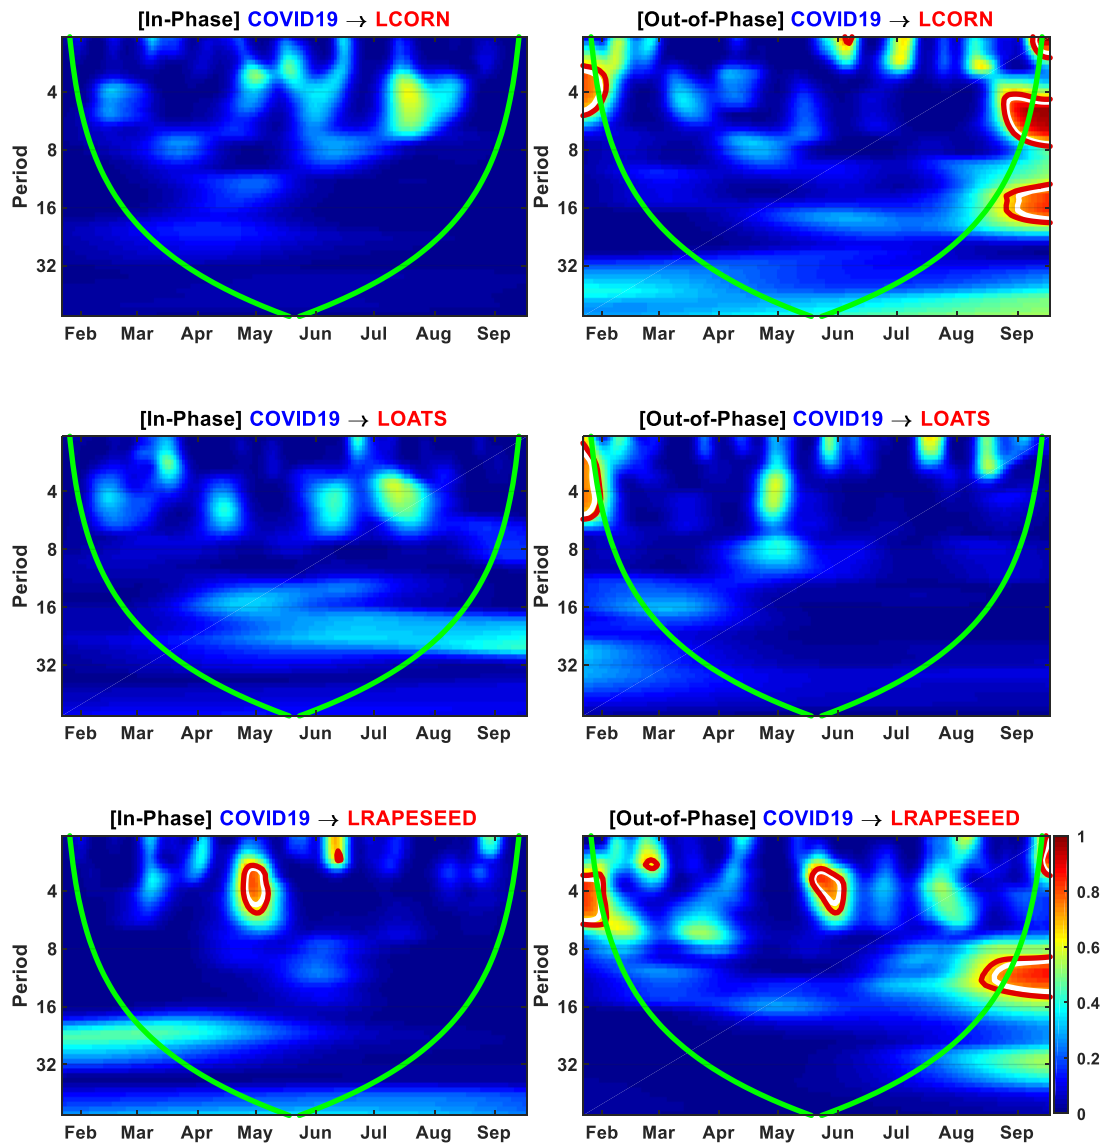 [In-Phase] COVID19 → LCORN
Period
4
8
16
32
Feb Mar Apr May Jun Jul Aug Sep
[Out-of-Phase] COVID19 → LCORN
Period
4
8
16
32
Feb Mar Apr May Jun Jul Aug Sep
[In-Phase] COVID19 → LOATS
Period
4
8
16
32
Feb Mar Apr May Jun Jul Aug Sep
[Out-of-Phase] COVID19 → LOATS
Period
4
8
16
32
Feb Mar Apr May Jun Jul Aug Sep
[In-Phase] COVID19 → LRAPESEED
Period
4
8
16
32
Feb Mar Apr May Jun Jul Aug Sep
[Out-of-Phase] COVID19 → LRAPESEED
Period
4
8
16
32
Feb Mar Apr May Jun Jul Aug Sep
1
0.8
0.6
0.4
0.2
0